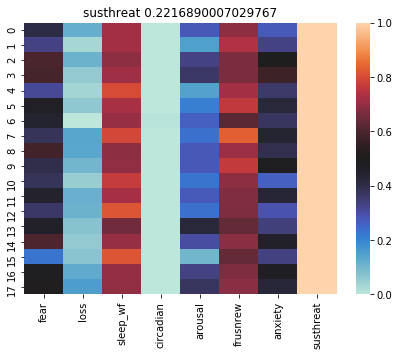 susthreat 0.2216890007029767
0
1
2
3
4
5
6
7
8
9
10
11
12
13
14
15
16
17
fear
loss
sleep_wf
circadian
arousal
frusnrew
anxiety
susthreat
1.0
0.8
0.6
0.4
0.2
0.0